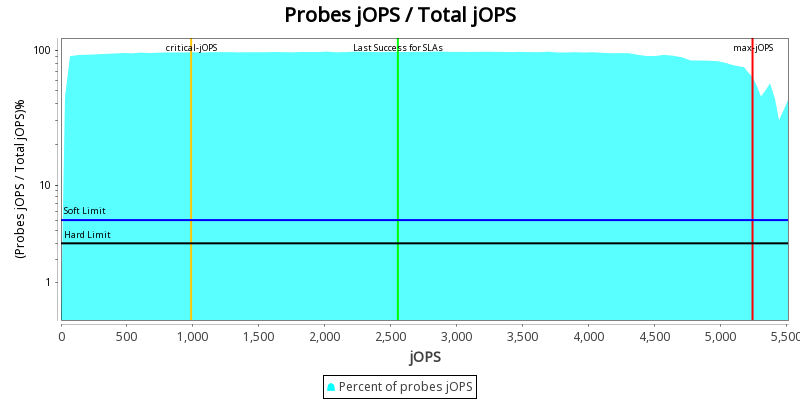 Probes jOPS / Total jOPS
(Probes jOPS / Total jOPS)%
100
10
1
critical-jOPS
Last Success for SLAs
max-jOPS
Soft Limit
Hard Limit
0 500 1,000 1,500 2,000 2,500 3,000 3,500 4,000 4,500 5,000 5,500
jOPS
Percent of probes jOPS